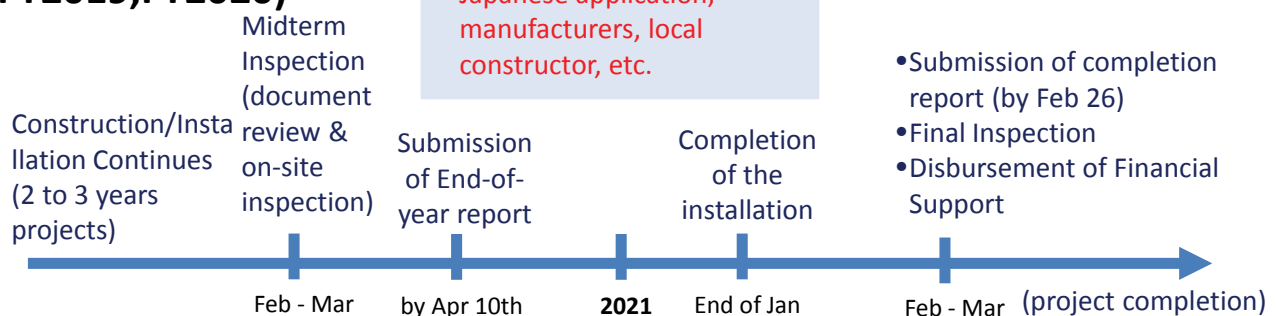 manufacturers, local
constructor, etc.
Midterm
Inspection
(document
review &
on-site
inspection)
Construction/Insta
llation Continues
(2 to 3 years
projects)
Submission
of End-of-
year report
Completion
of the
installation
•Submission of completion
report (by Feb 26)
•Final Inspection
•Disbursement of Financial
Support
Feb - Mar
by Apr 10th
2021
End of Jan
Feb - Mar
(project completion)